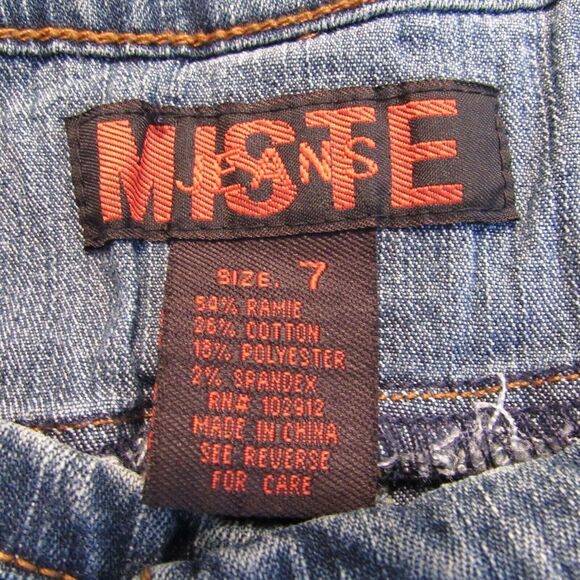 MISTE
JEANS
SIZE. 7
54% RAMIE
26% COTTON
18% POLYESTER
2% SPANDEX
RN# 102912
MADE IN CHINA
SEE REVERSE
FOR CARE